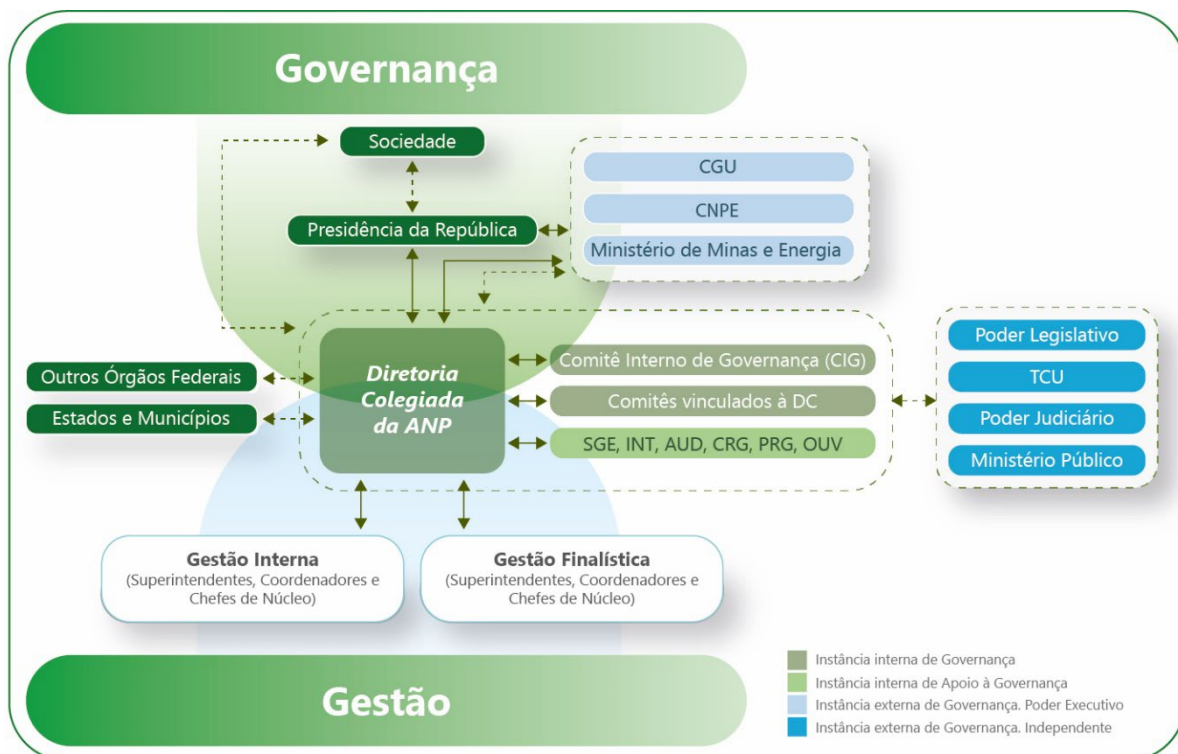 Governança
Sociedade
Presidência da República
CGU
CNPE
Ministério de Minas e Energia
Outros Órgãos Federais
Estados e Municípios
Diretoria
Colegiada
da ANP
Comitê Interno de Governança (CIG)
Comitês vinculados à DC
SGE, INT, AUD, CRG, PRG, OUV
Poder Legislativo
TCU
Poder Judiciário
Ministério Público
Gestão Interna
(Superintendentes, Coordenadores e
Chefes de Núcleo)
Gestão Finalística
(Superintendentes, Coordenadores e
Chefes de Núcleo)
Gestão
Instância interna de Governança
Instância interna de Apoio à Governança
Instância externa de Governança. Poder Executivo
Instância externa de Governança. Independente